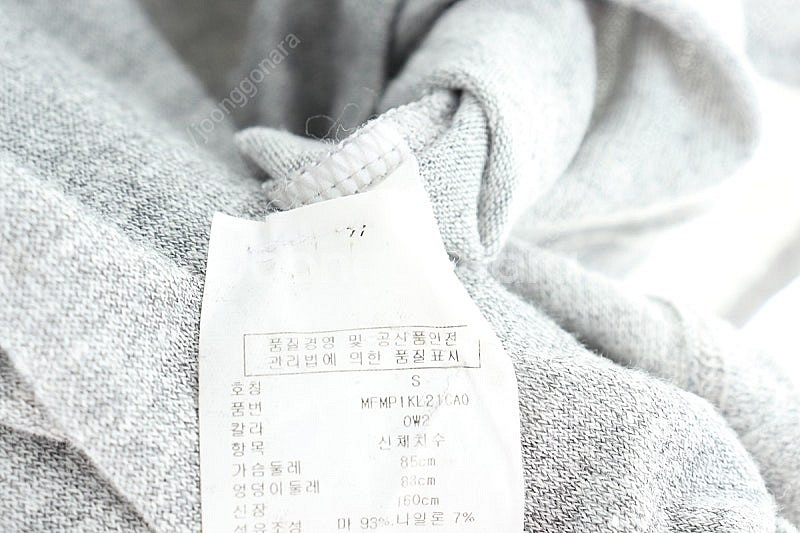 /joonggonara
품질경영 및 공산품안전
관리법에 의한 품질표시
호칭 S
품번 MFMP1KL21CA0
칼라 OW2
항목 신체치수
가슴둘레 85cm
엉덩이둘레 83cm
신장 160cm
섬유조성 마 93%.나일론 7%